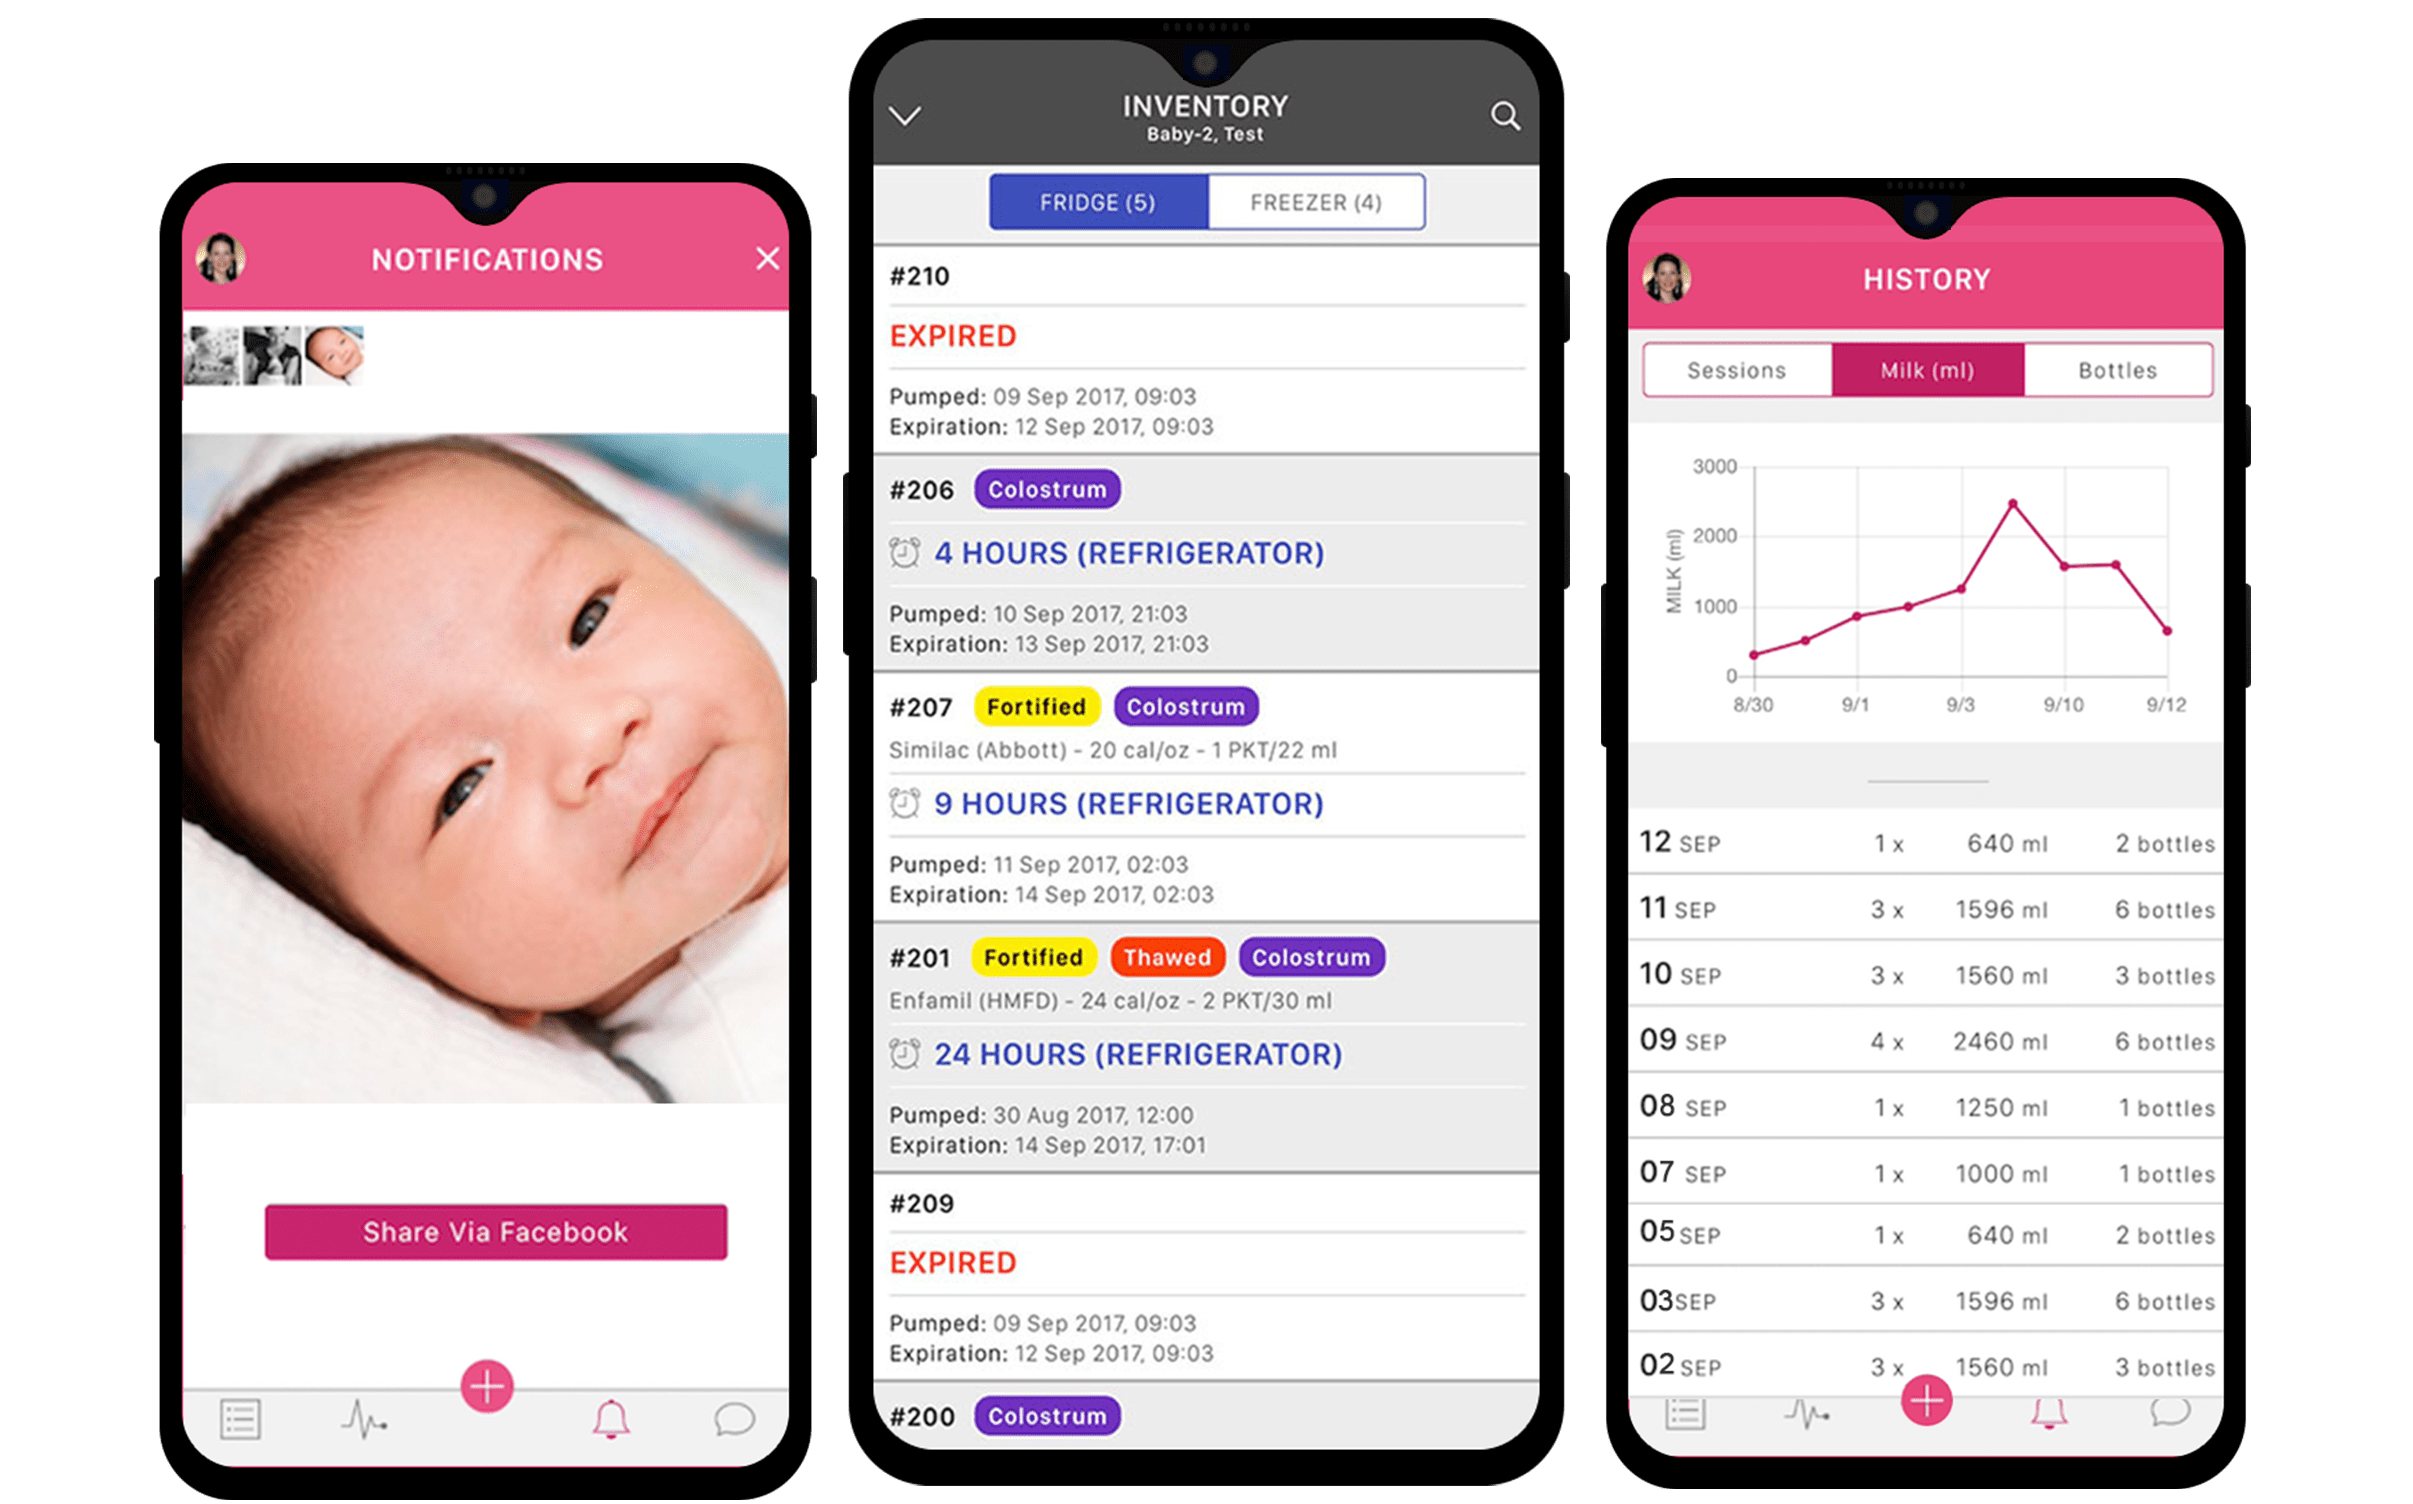 NOTIFICATIONS
Share Via Facebook
INVENTORY
Baby-2, Test
FRIDGE (5) FREEZER (4)
#210
EXPIRED
Pumped: 09 Sep 2017, 09:03
Expiration: 12 Sep 2017, 09:03
#206 Colostrum
4 HOURS (REFRIGERATOR)
Pumped: 10 Sep 2017, 21:03
Expiration: 13 Sep 2017, 21:03
#207 Fortified Colostrum
Similac (Abbott) - 20 cal/oz - 1 PKT/22 ml
9 HOURS (REFRIGERATOR)
Pumped: 11 Sep 2017, 02:03
Expiration: 14 Sep 2017, 02:03
#201 Fortified Thawed Colostrum
Enfamil (HMFD) - 24 cal/oz - 2 PKT/30 ml
24 HOURS (REFRIGERATOR)
Pumped: 30 Aug 2017, 12:00
Expiration: 14 Sep 2017, 17:01
#209
EXPIRED
Pumped: 09 Sep 2017, 09:03
Expiration: 12 Sep 2017, 09:03
#200 Colostrum
HISTORY
Sessions Milk (ml) Bottles
MILK (ml)
3000
2000
1000
0
8/30 9/1 9/3 9/10 9/12
12 SEP 1 x 640 ml 2 bottles
11 SEP 3 x 1596 ml 6 bottles
10 SEP 3 x 1560 ml 3 bottles
09 SEP 4 x 2460 ml 6 bottles
08 SEP 1 x 1250 ml 1 bottles
07 SEP 1 x 1000 ml 1 bottles
05 SEP 1 x 640 ml 2 bottles
03SEP 3 x 1596 ml 6 bottles
02 SEP 3 x 1560 ml 3 bottles